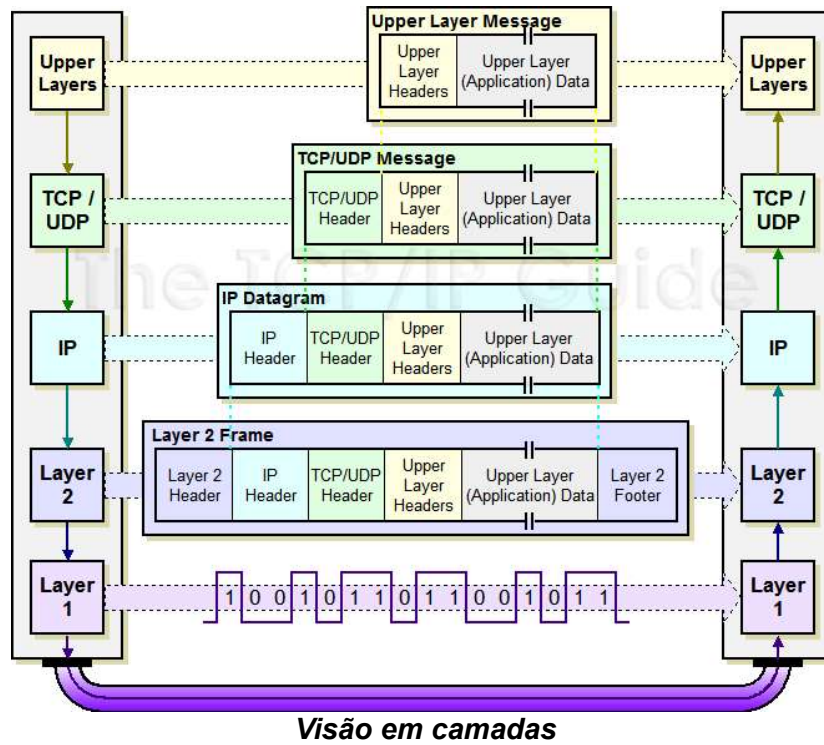 Upper Layer Message
Upper
Layers
Upper
Layer
Headers
Upper Layer
(Application) Data
Upper
Layers
TCP/UDP Message
TCP /
UDP
TCP/UDP
Header
Upper
Layer
Headers
Upper Layer
(Application) Data
TCP /
UDP
The TCP/IP Guide
IP Datagram
IP
IP
Header
TCP/UDP
Header
Upper
Layer
Headers
Upper Layer
(Application) Data
IP
Layer 2 Frame
Layer
2
Layer 2
Header
IP
Header
TCP/UDP
Header
Upper
Layer
Headers
Upper Layer
(Application) Data
Layer 2
Footer
Layer
2
Layer
1
1 0 0 1 0 1 1 0 1 1 0 0 1 0 1 1
Layer
1
Visão em camadas